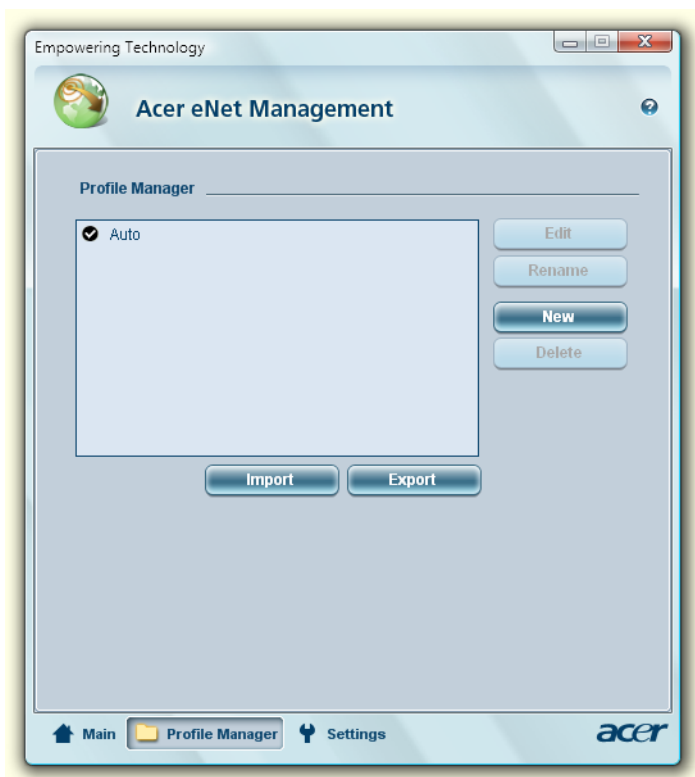 Empowering Technology
Acer eNet Management
Profile Manager
Auto
Edit
Rename
New
Delete
Import
Export
Main
Profile Manager
Settings
acer